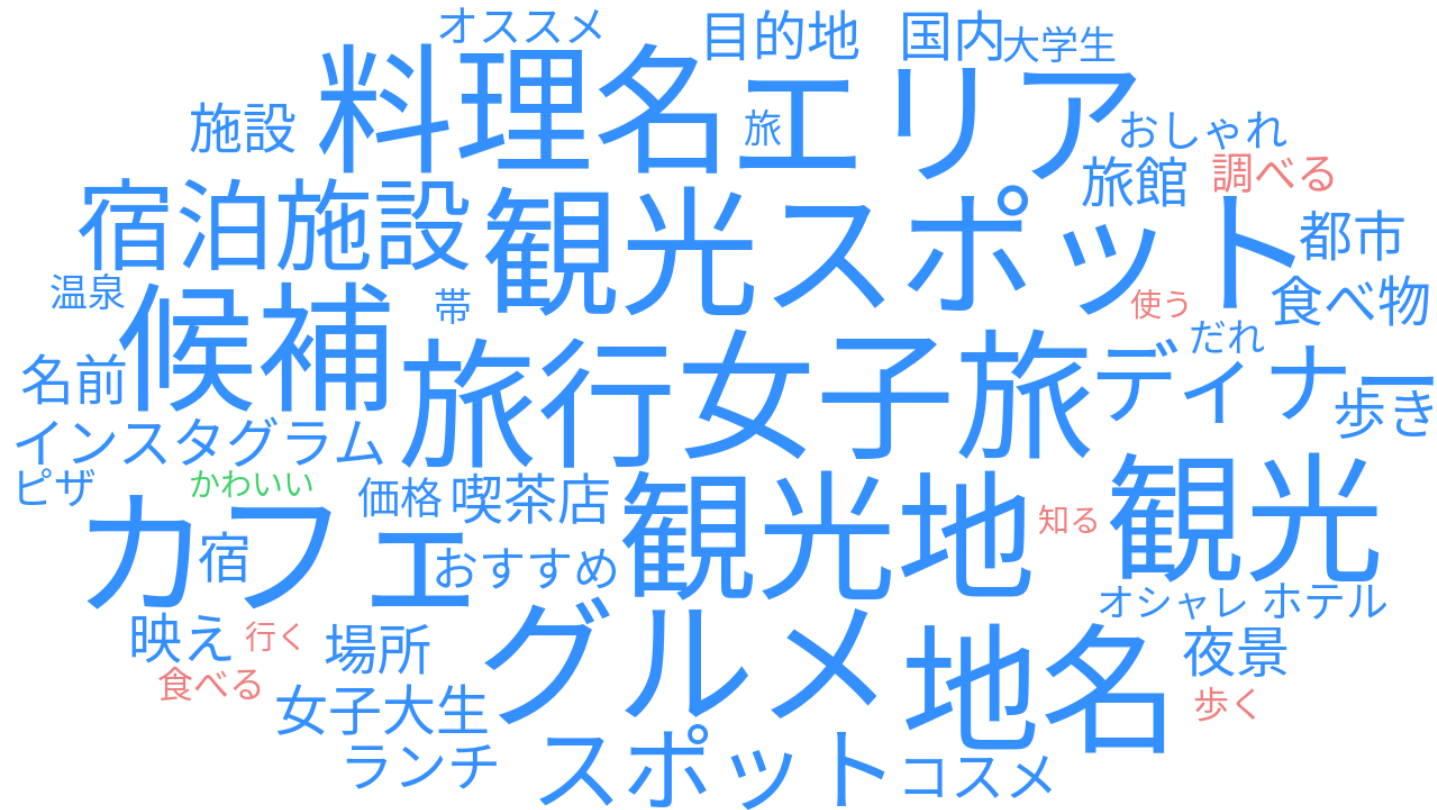 オススメ
目的地
国内
大学生
料理名
エリア
旅
施設
おしゃれ
旅館
調べる
宿泊施設
観光スポット
都市
温泉
候補
帯
使う
食べ物
だれ
名前
旅行
女子旅
ディナー
歩き
インスタグラム
ピザ
かわいい
価格
喫茶店
観光地
知る
観光
カフェ
宿
おすすめ
オシャレ
ホテル
映え
行く
場所
グルメ
地名
夜景
食べる
女子大生
歩く
ランチ
スポット
コスメ